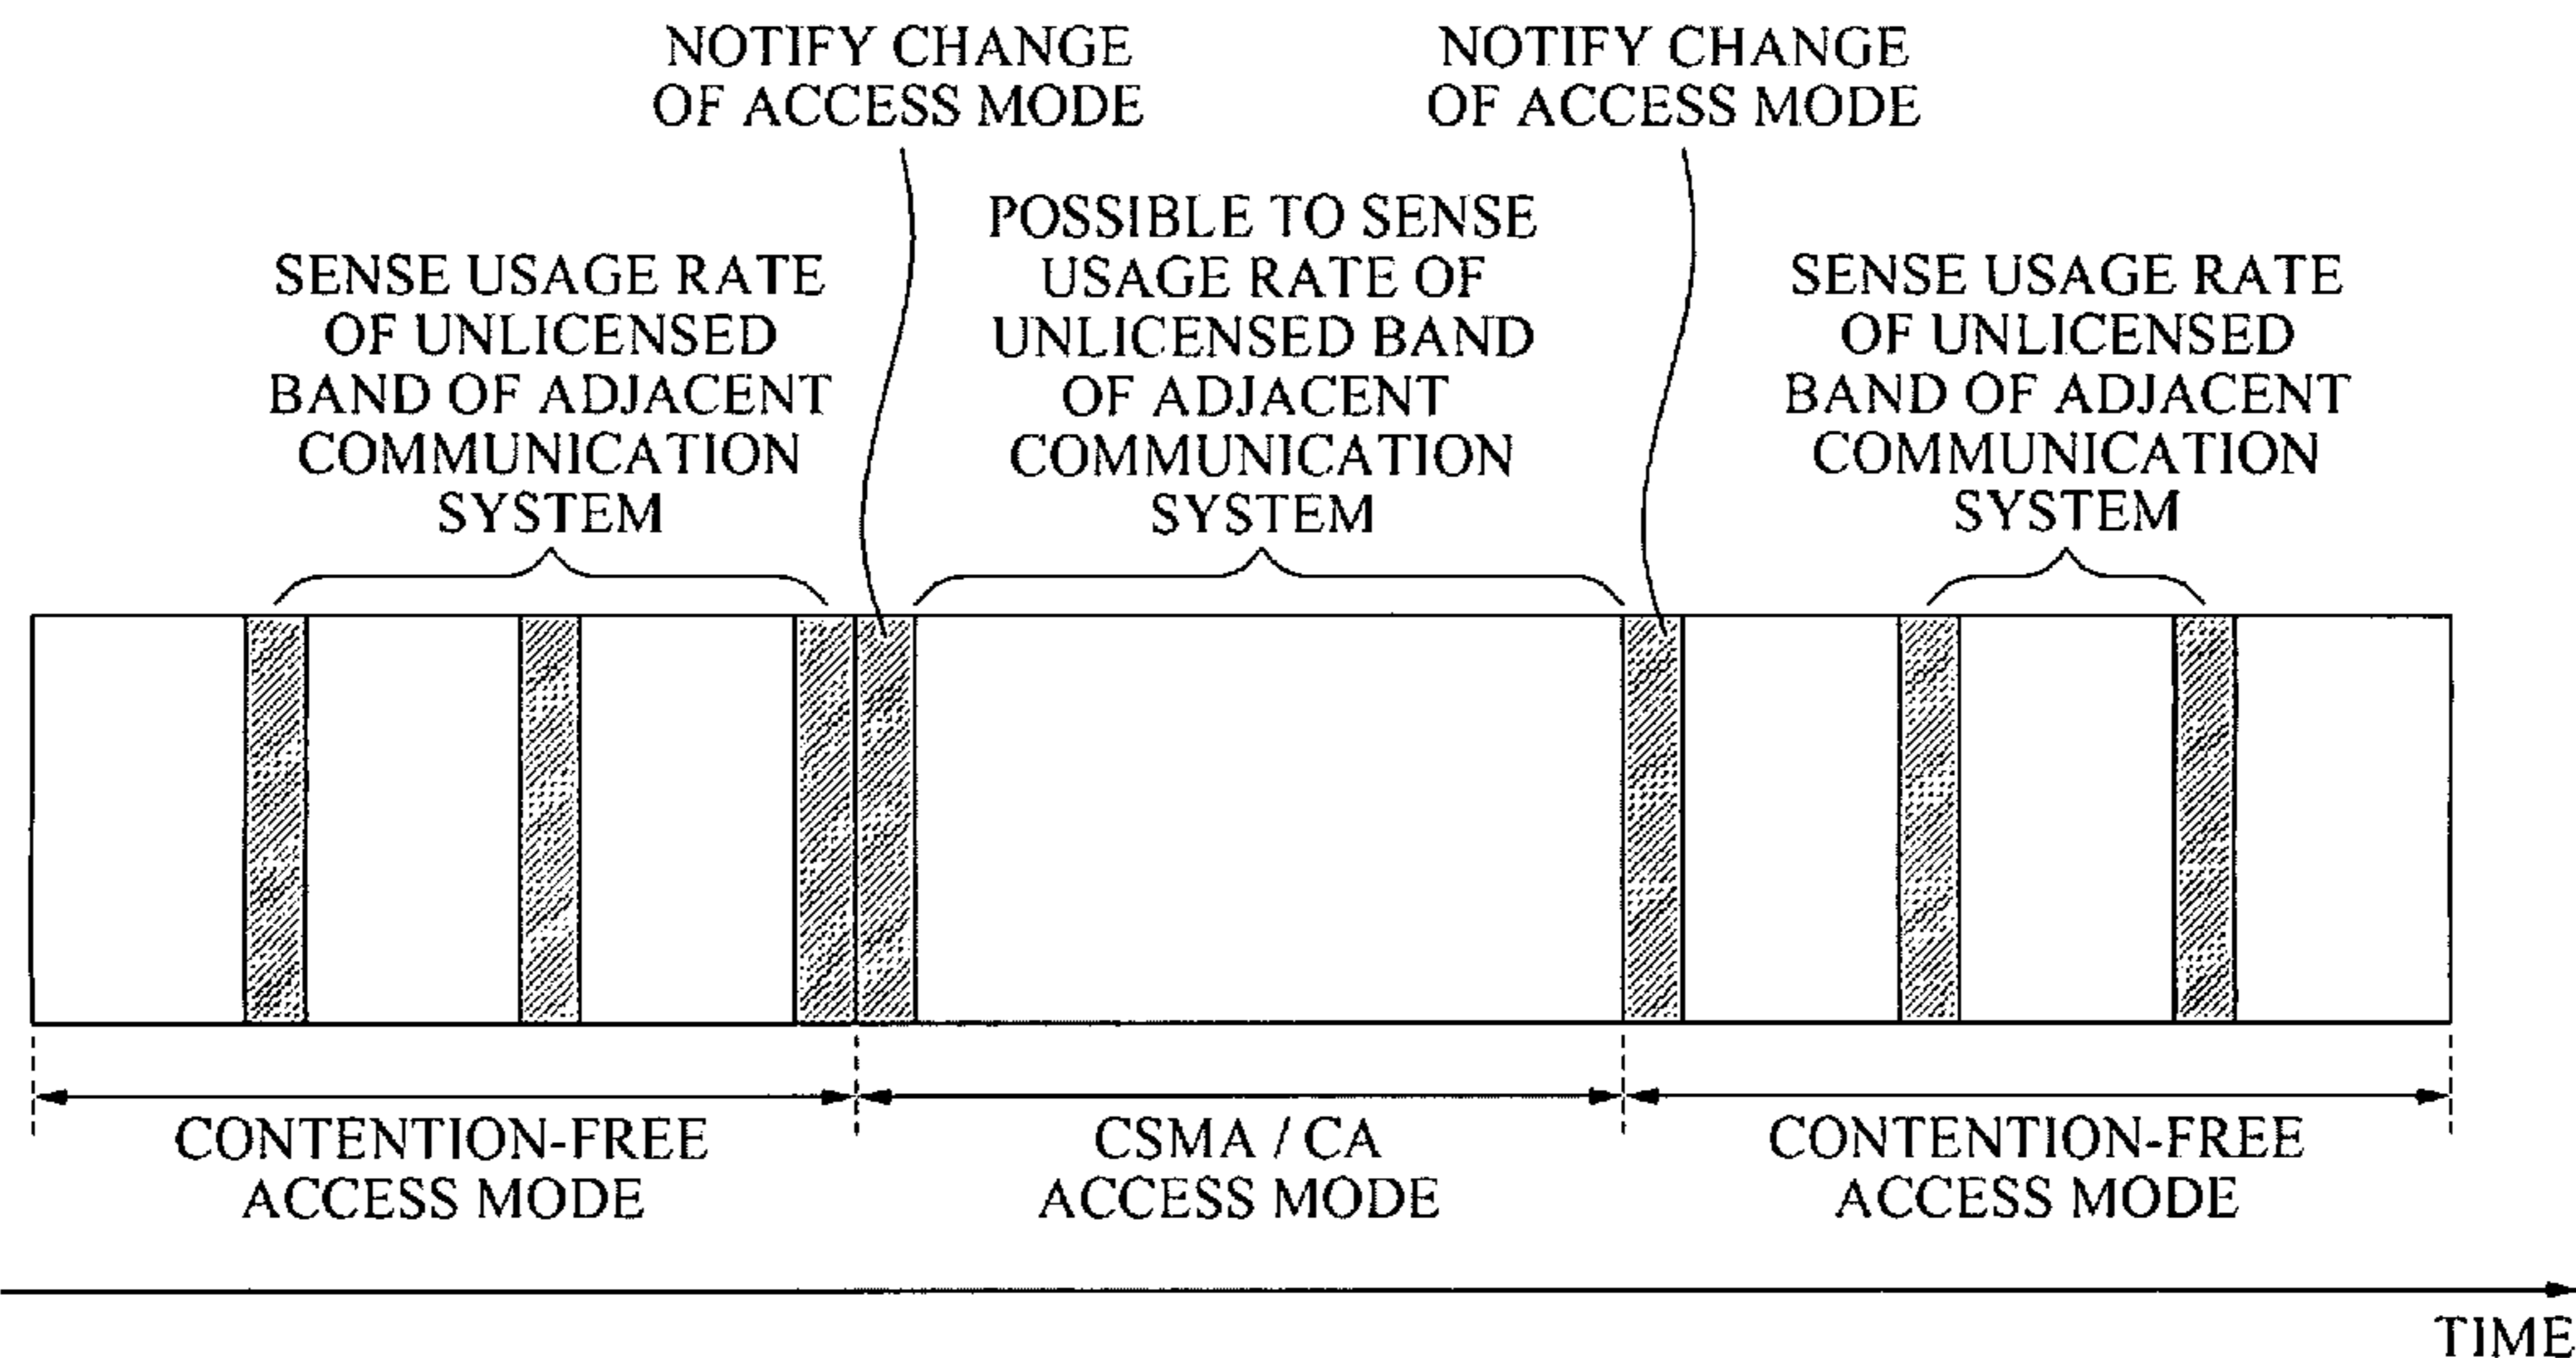 NOTIFY CHANGE
OF ACCESS MODE
NOTIFY CHANGE
OF ACCESS MODE
SENSE USAGE RATE
OF UNLICENSED
BAND OF ADJACENT
COMMUNICATION
SYSTEM
POSSIBLE TO SENSE
USAGE RATE OF
UNLICENSED BAND
OF ADJACENT
COMMUNICATION
SYSTEM
SENSE USAGE RATE
OF UNLICENSED
BAND OF ADJACENT
COMMUNICATION
SYSTEM
CONTENTION-FREE
ACCESS MODE
CSMA / CA
ACCESS MODE
CONTENTION-FREE
ACCESS MODE
TIME